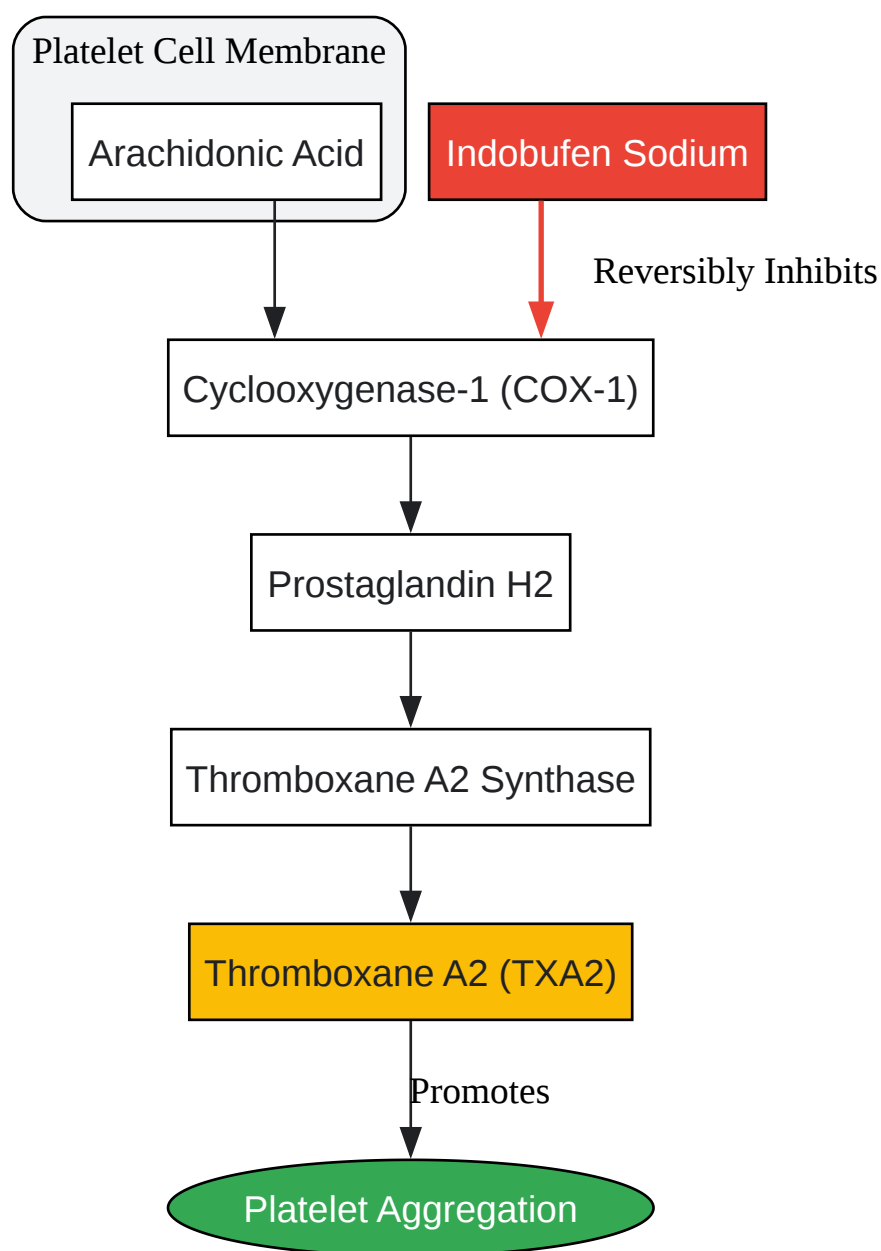 Platelet Cell Membrane
Arachidonic Acid
Indobufen Sodium
Reversibly Inhibits
Cyclooxygenase-1 (COX-1)
Prostaglandin H2
Thromboxane A2 Synthase
Thromboxane A2 (TXA2)
Promotes
Platelet Aggregation